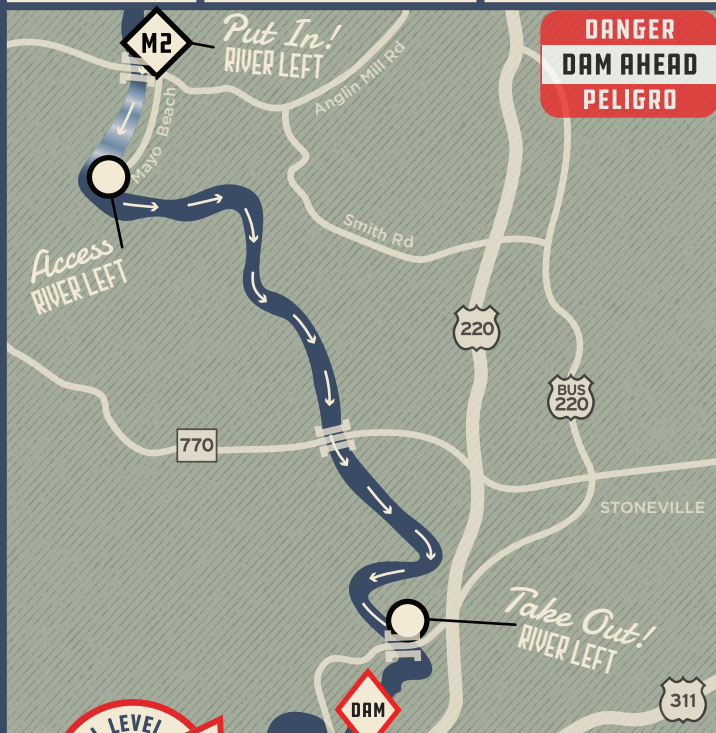 M2
Put In!
RIVER LEFT
DANGER
DAM AHEAD
PELIGRO
Anglin Mill Rd
Mayo Beach
Smith Rd
Access
RIVER LEFT
220
BUS
220
770
STONEVILLE
Take Out!
RIVER LEFT
311
DAM
LEVEL